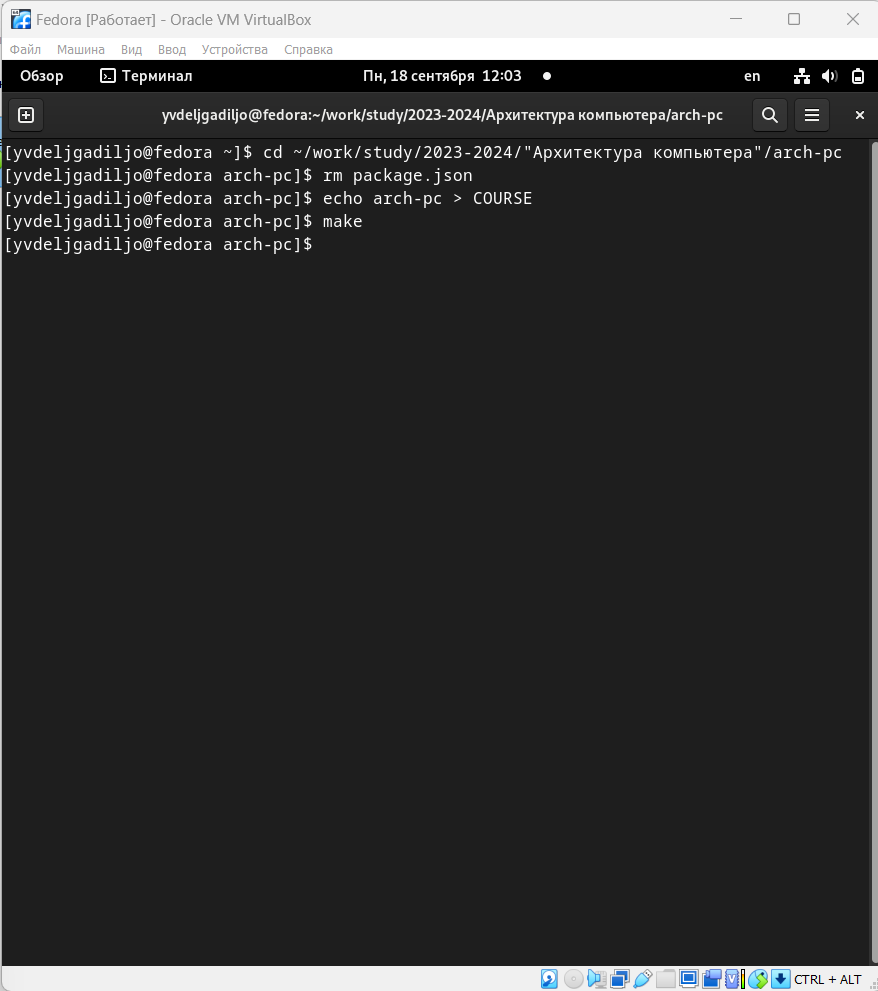 Fedora [Работает] - Oracle VM VirtualBox
Файл Машина Вид Ввод Устройства Справка
Обзор Терминал Пн, 18 сентября 12:03 en
yvdeljgadiljo@fedora:~/work/study/2023-2024/Архитектура компьютера/arch-pc
[yvdeljgadiljo@fedora ~]$ cd ~/work/study/2023-2024/"Архитектура компьютера"/arch-pc
[yvdeljgadiljo@fedora arch-pc]$ rm package.json
[yvdeljgadiljo@fedora arch-pc]$ echo arch-pc > COURSE
[yvdeljgadiljo@fedora arch-pc]$ make
[yvdeljgadiljo@fedora arch-pc]$
CTRL + ALT